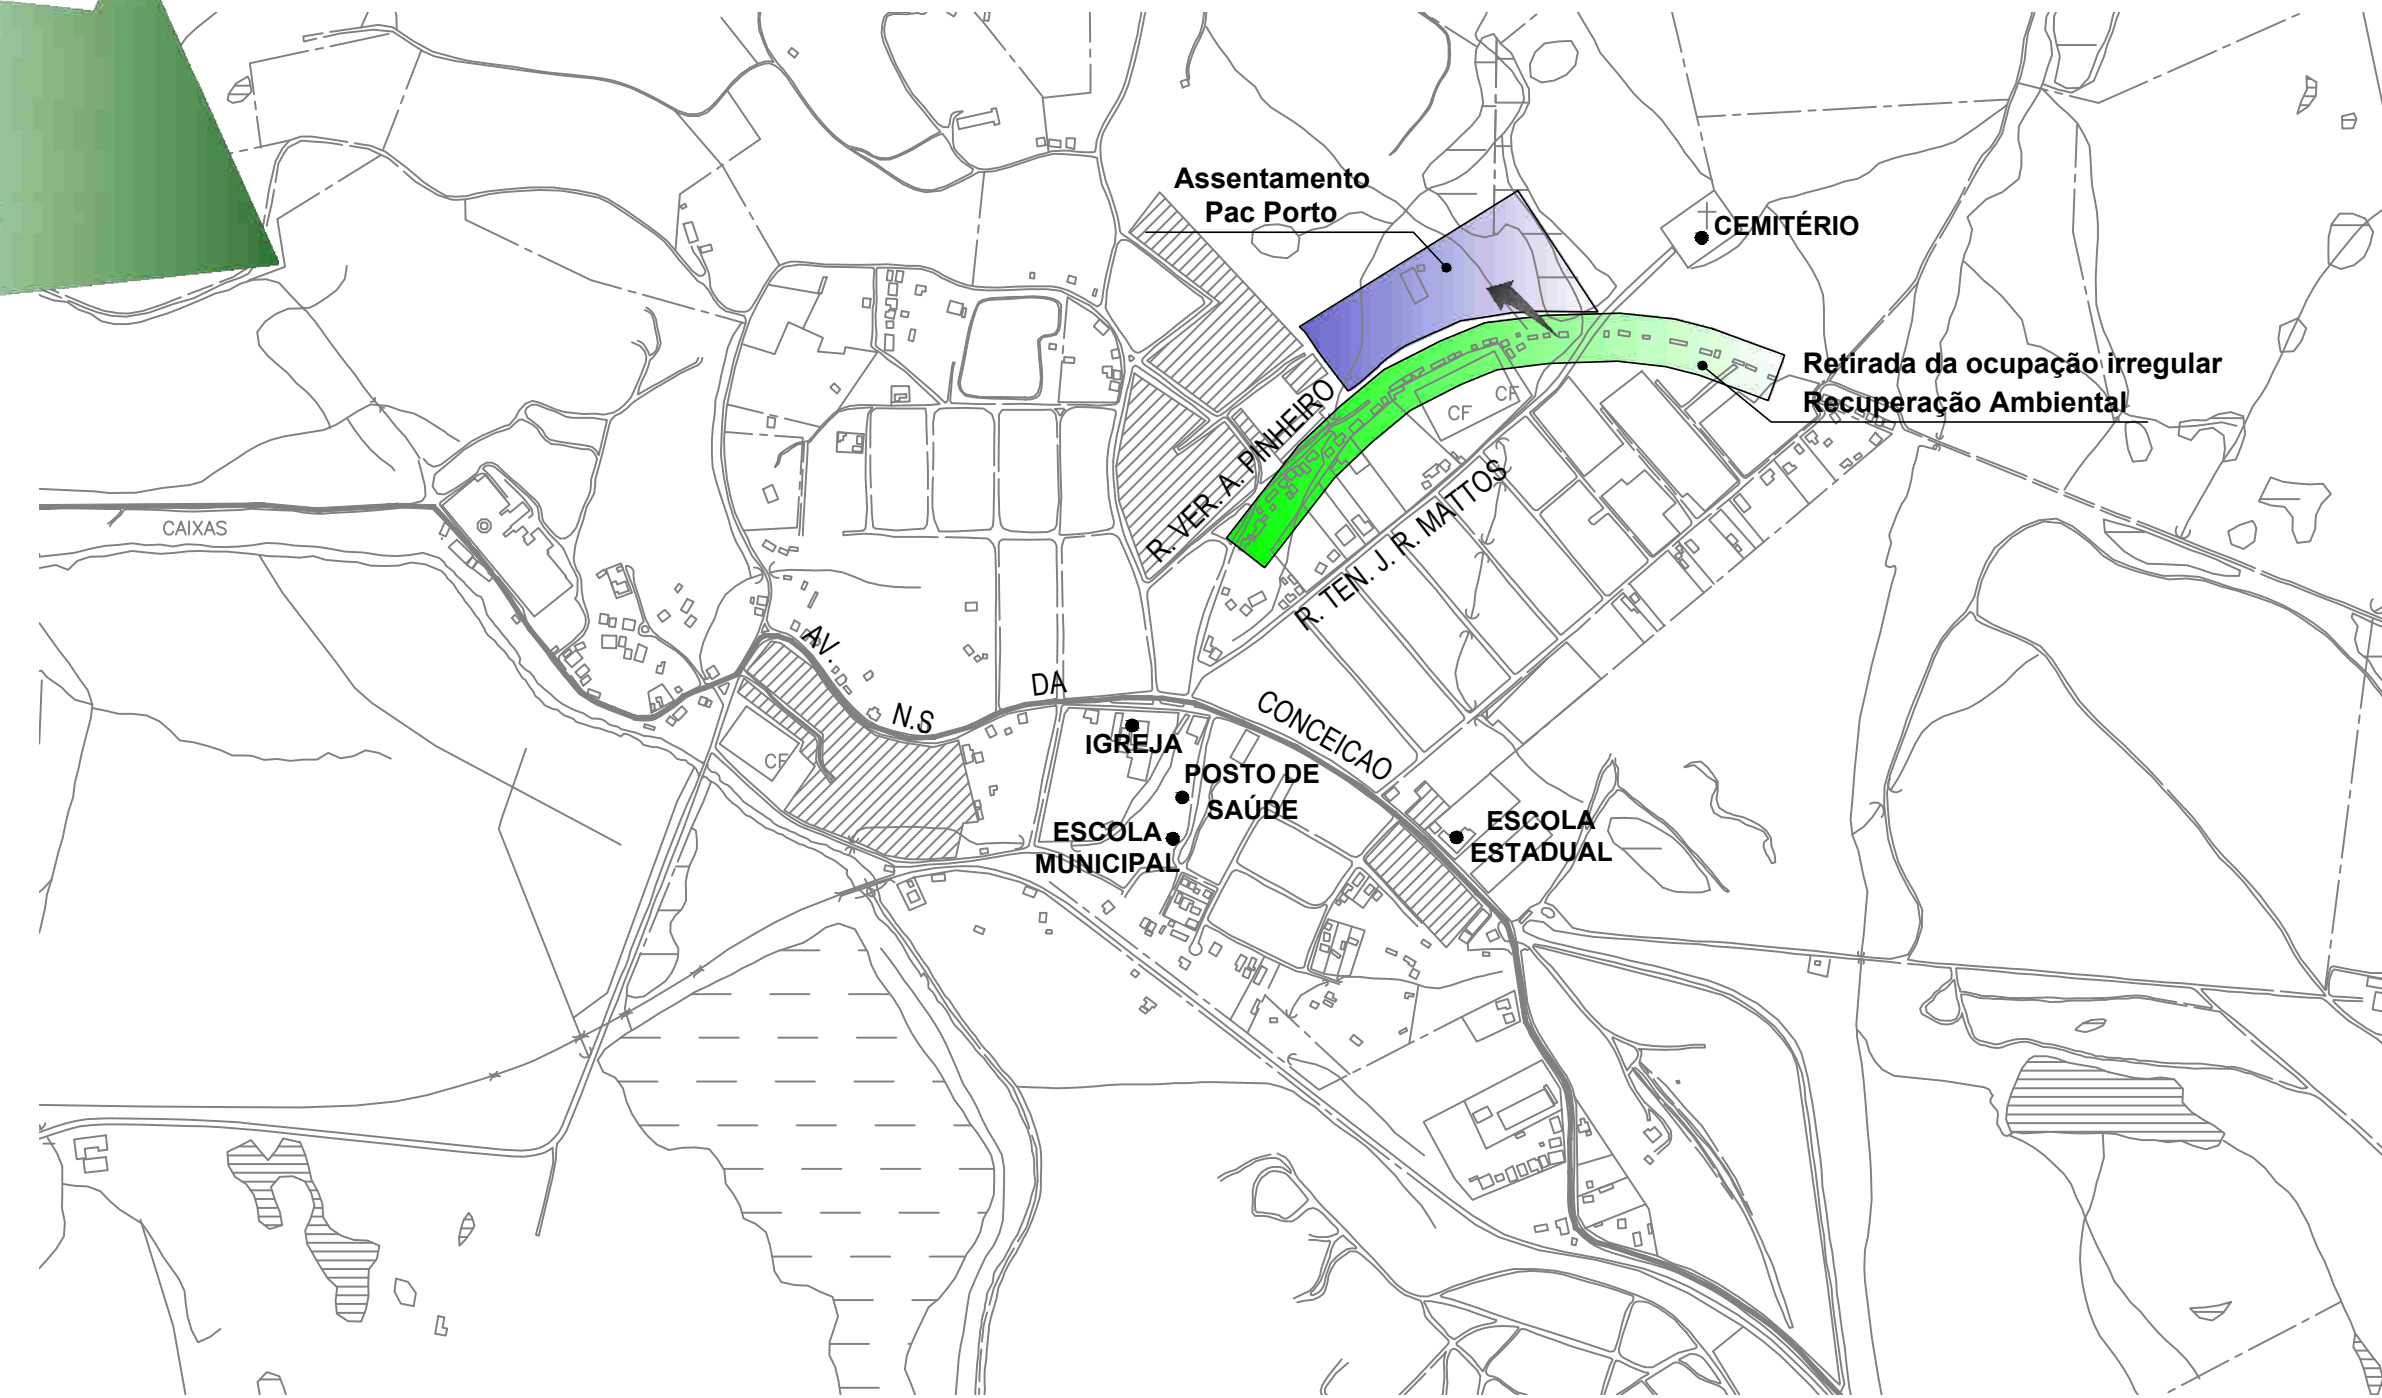 Assentamento
Pac Porto
CEMITÉRIO
Retirada da ocupação irregular
Recuperação Ambiental
CF
CF
R. VER. A. PINHEIRO
R. TEN. J. R. MATTOS
CAIXAS
AV.
N.S
DA
CONCEICAO
CF
IGREJA
POSTO DE
SAÚDE
ESCOLA
MUNICIPAL
ESCOLA
ESTADUAL